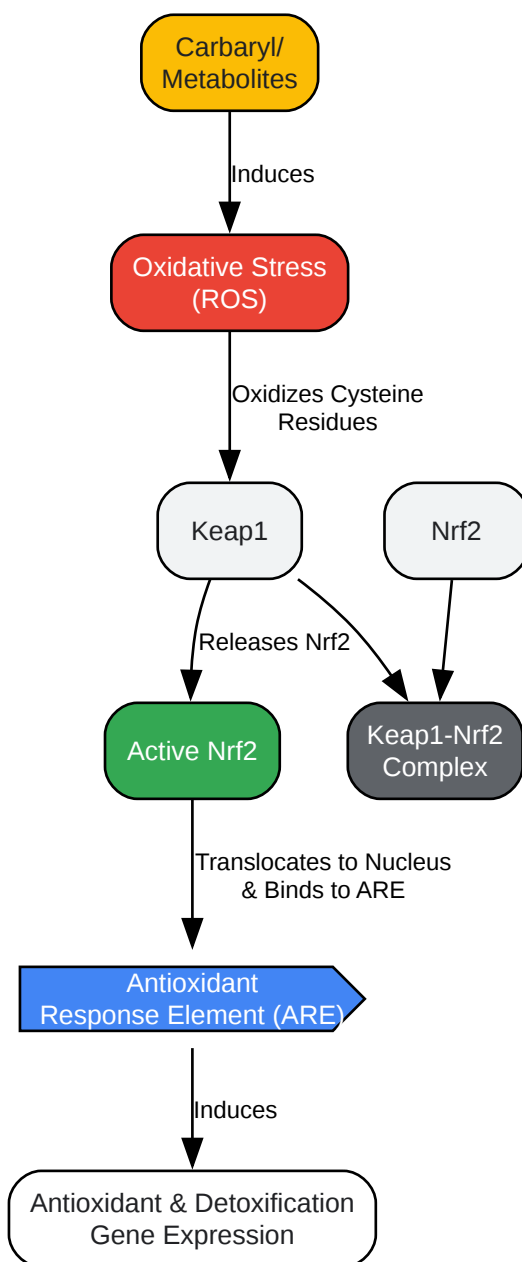 Carbaryl/
Metabolites
Induces
Oxidative Stress
(ROS)
Oxidizes Cysteine
Residues
Keap1
Nrf2
Releases Nrf2
Active Nrf2
Keap1-Nrf2
Complex
Translocates to Nucleus
& Binds to ARE
Antioxidant
Response Element (ARE)
Induces
Antioxidant & Detoxification
Gene Expression